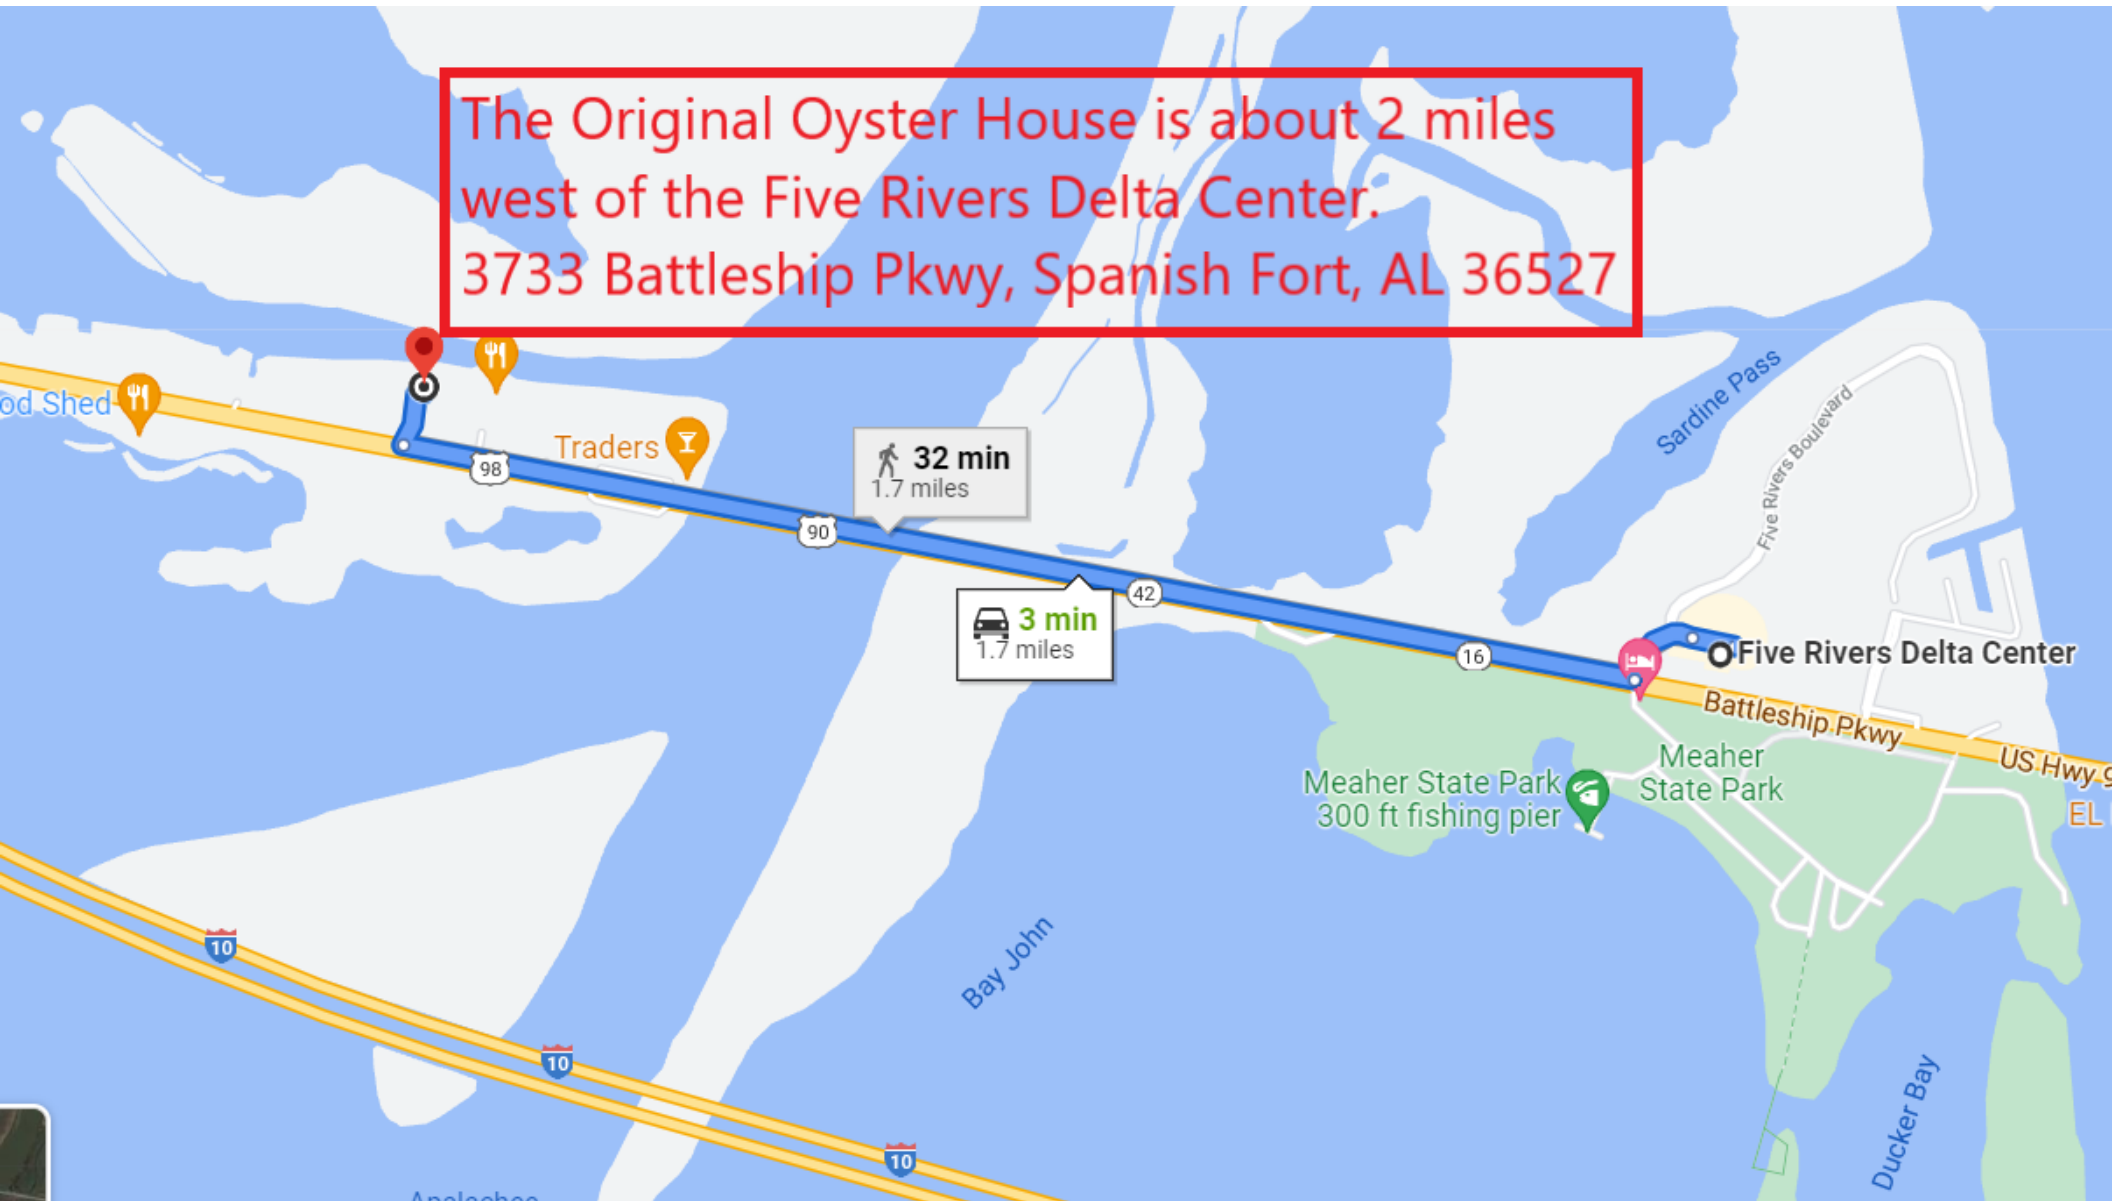 The Original Oyster House is about 2 miles
west of the Five Rivers Delta Center.
3733 Battleship Pkwy, Spanish Fort, AL 36527
Sardine Pass
Five Rivers Boulevard
od Shed
Traders
98
32 min
1.7 miles
90
42
3 min
1.7 miles
16
Five Rivers Delta Center
Battleship Pkwy
US Hwy 9
Meaher
State Park
Meaher State Park
300 ft fishing pier
EL
10
Bay John
10
Ducker Bay
10